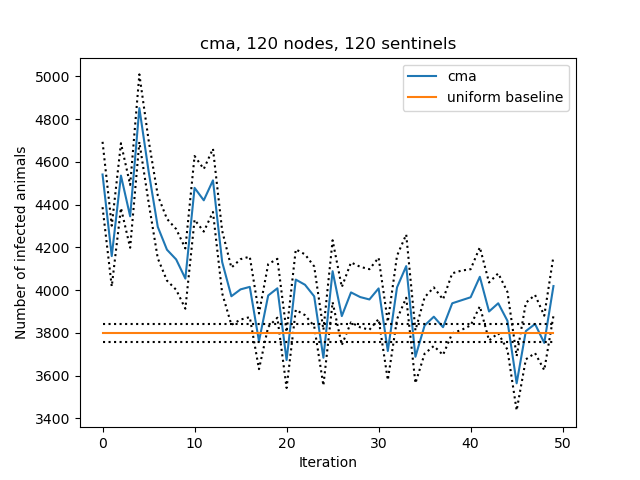 cma, 120 nodes, 120 sentinels
cma
uniform baseline
Number of infected animals
5000
4800
4600
4400
4200
4000
3800
3600
3400
0 10 20 30 40 50
Iteration